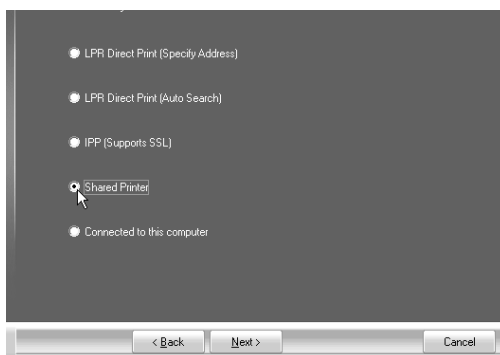 LPR Direct Print (Specify Address)
LPR Direct Print (Auto Search)
IPP (Supports SSL)
Shared Printer
Connected to this computer
< Back Next > Cancel